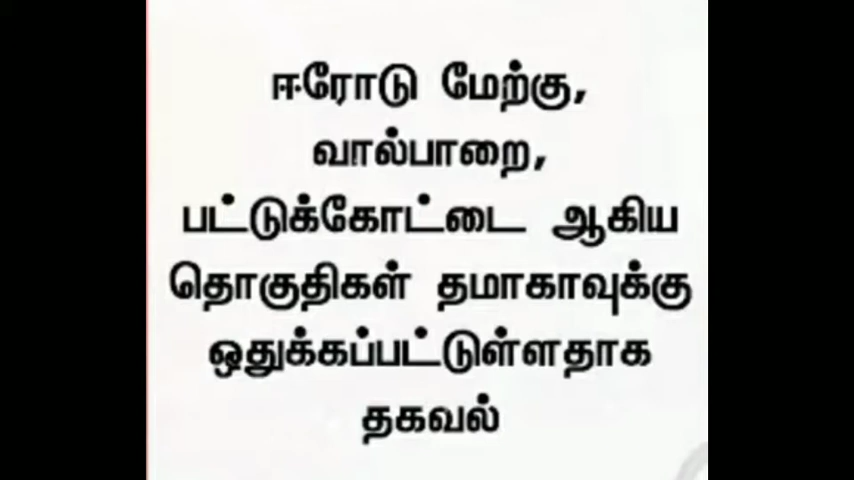 ஈரோடு மேற்கு,
வால்பாறை,
பட்டுக்கோட்டை ஆகிய
தொகுதிகள் தமாகாவுக்கு
ஒதுக்கப்பட்டுள்ளதாக
தகவல்